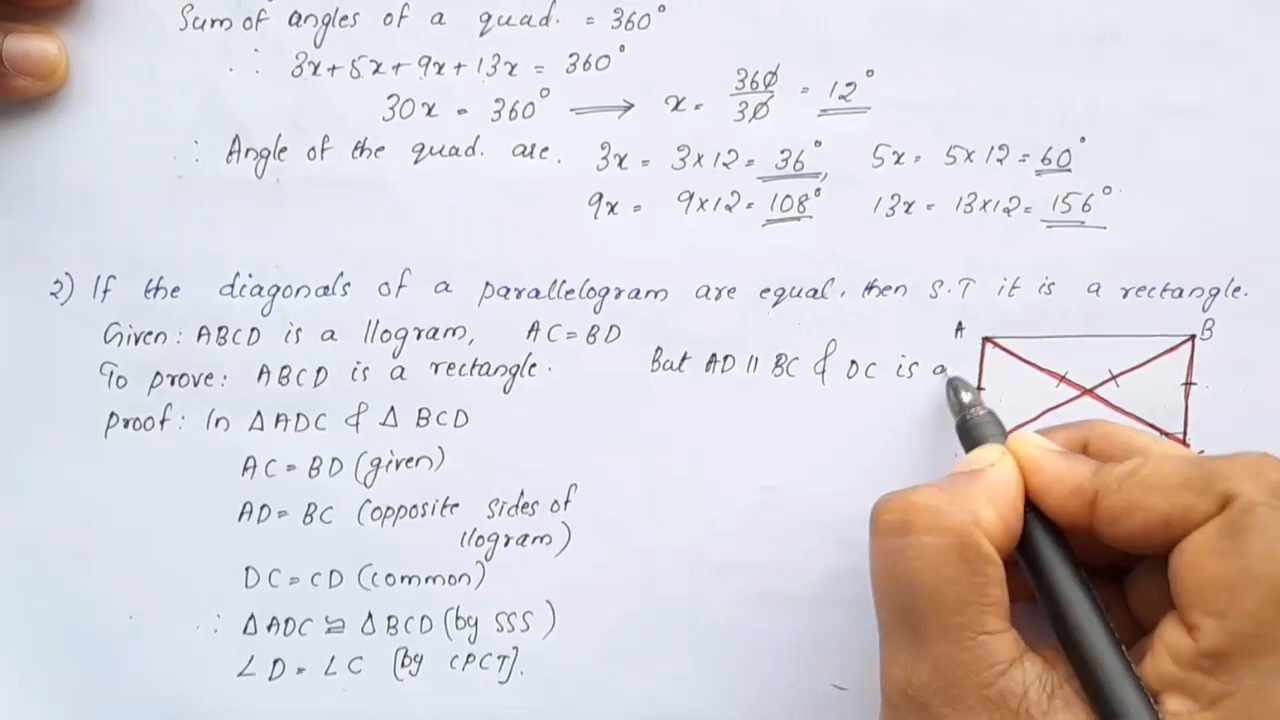 Sum of angles of a quad. = 360°
∴ 3x+5x+9x+13x = 360°
30x = 360° ⟶ x = 360/30 = 12°
∴ Angle of the quad. are. 3x = 3×12 = 36°, 5x = 5×12 = 60°
9x = 9×12 = 108° 13x = 13×12 = 156°
2) If the diagonals of a parallelogram are equal, then S.T it is a rectangle.
Given: ABCD is a llogram, AC=BD
A B
To prove: ABCD is a rectangle.
But AD || BC & DC is a
Proof: In △ADC & △BCD
AC = BD (given)
AD = BC (opposite sides of
llogram)
DC = CD (common)
∴ △ADC ≅ △BCD (by SSS)
∠D = ∠C [by CPCT].